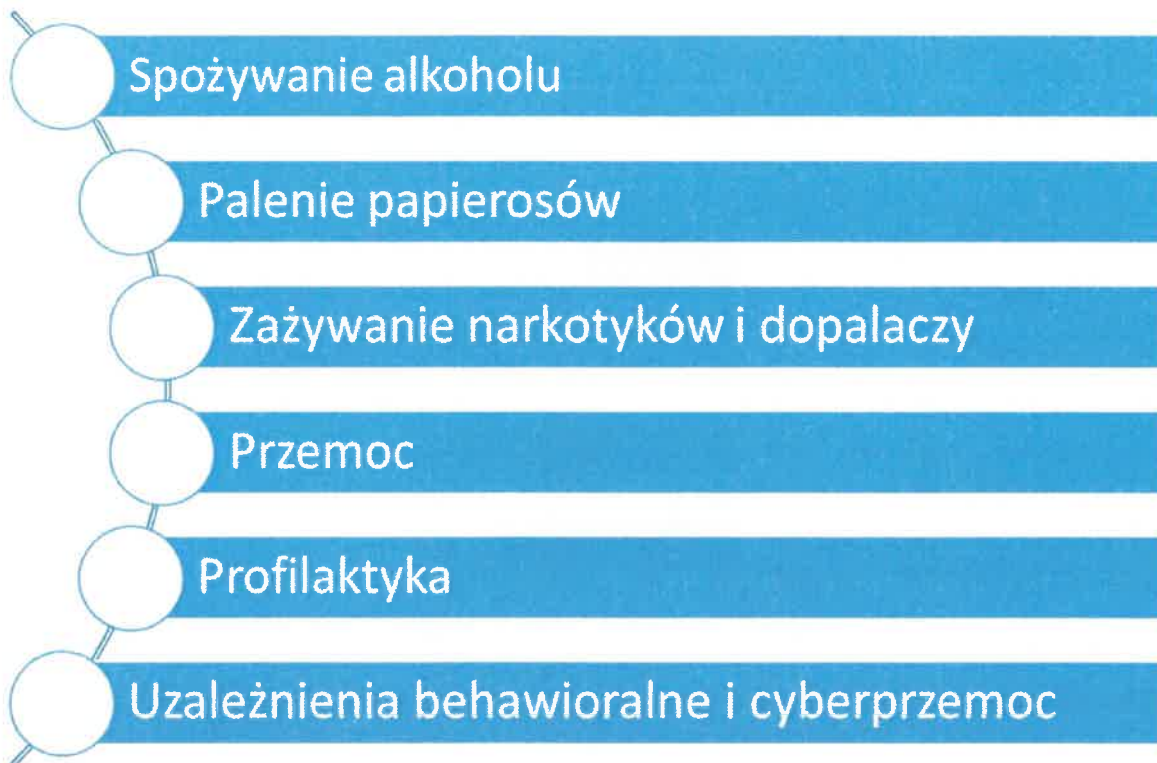 Spożywanie alkoholu
Palenie papierosów
Zażywanie narkotyków i dopalaczy
Przemoc
Profilaktyka
Uzależnienia behawioralne i cyberprzemoc